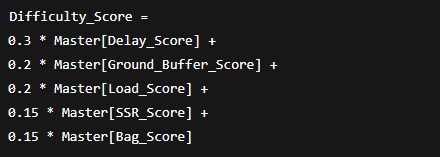 Difficulty_Score =
0.3 * Master[Delay_Score] +
0.2 * Master[Ground_Buffer_Score] +
0.2 * Master[Load_Score] +
0.15 * Master[SSR_Score] +
0.15 * Master[Bag_Score]